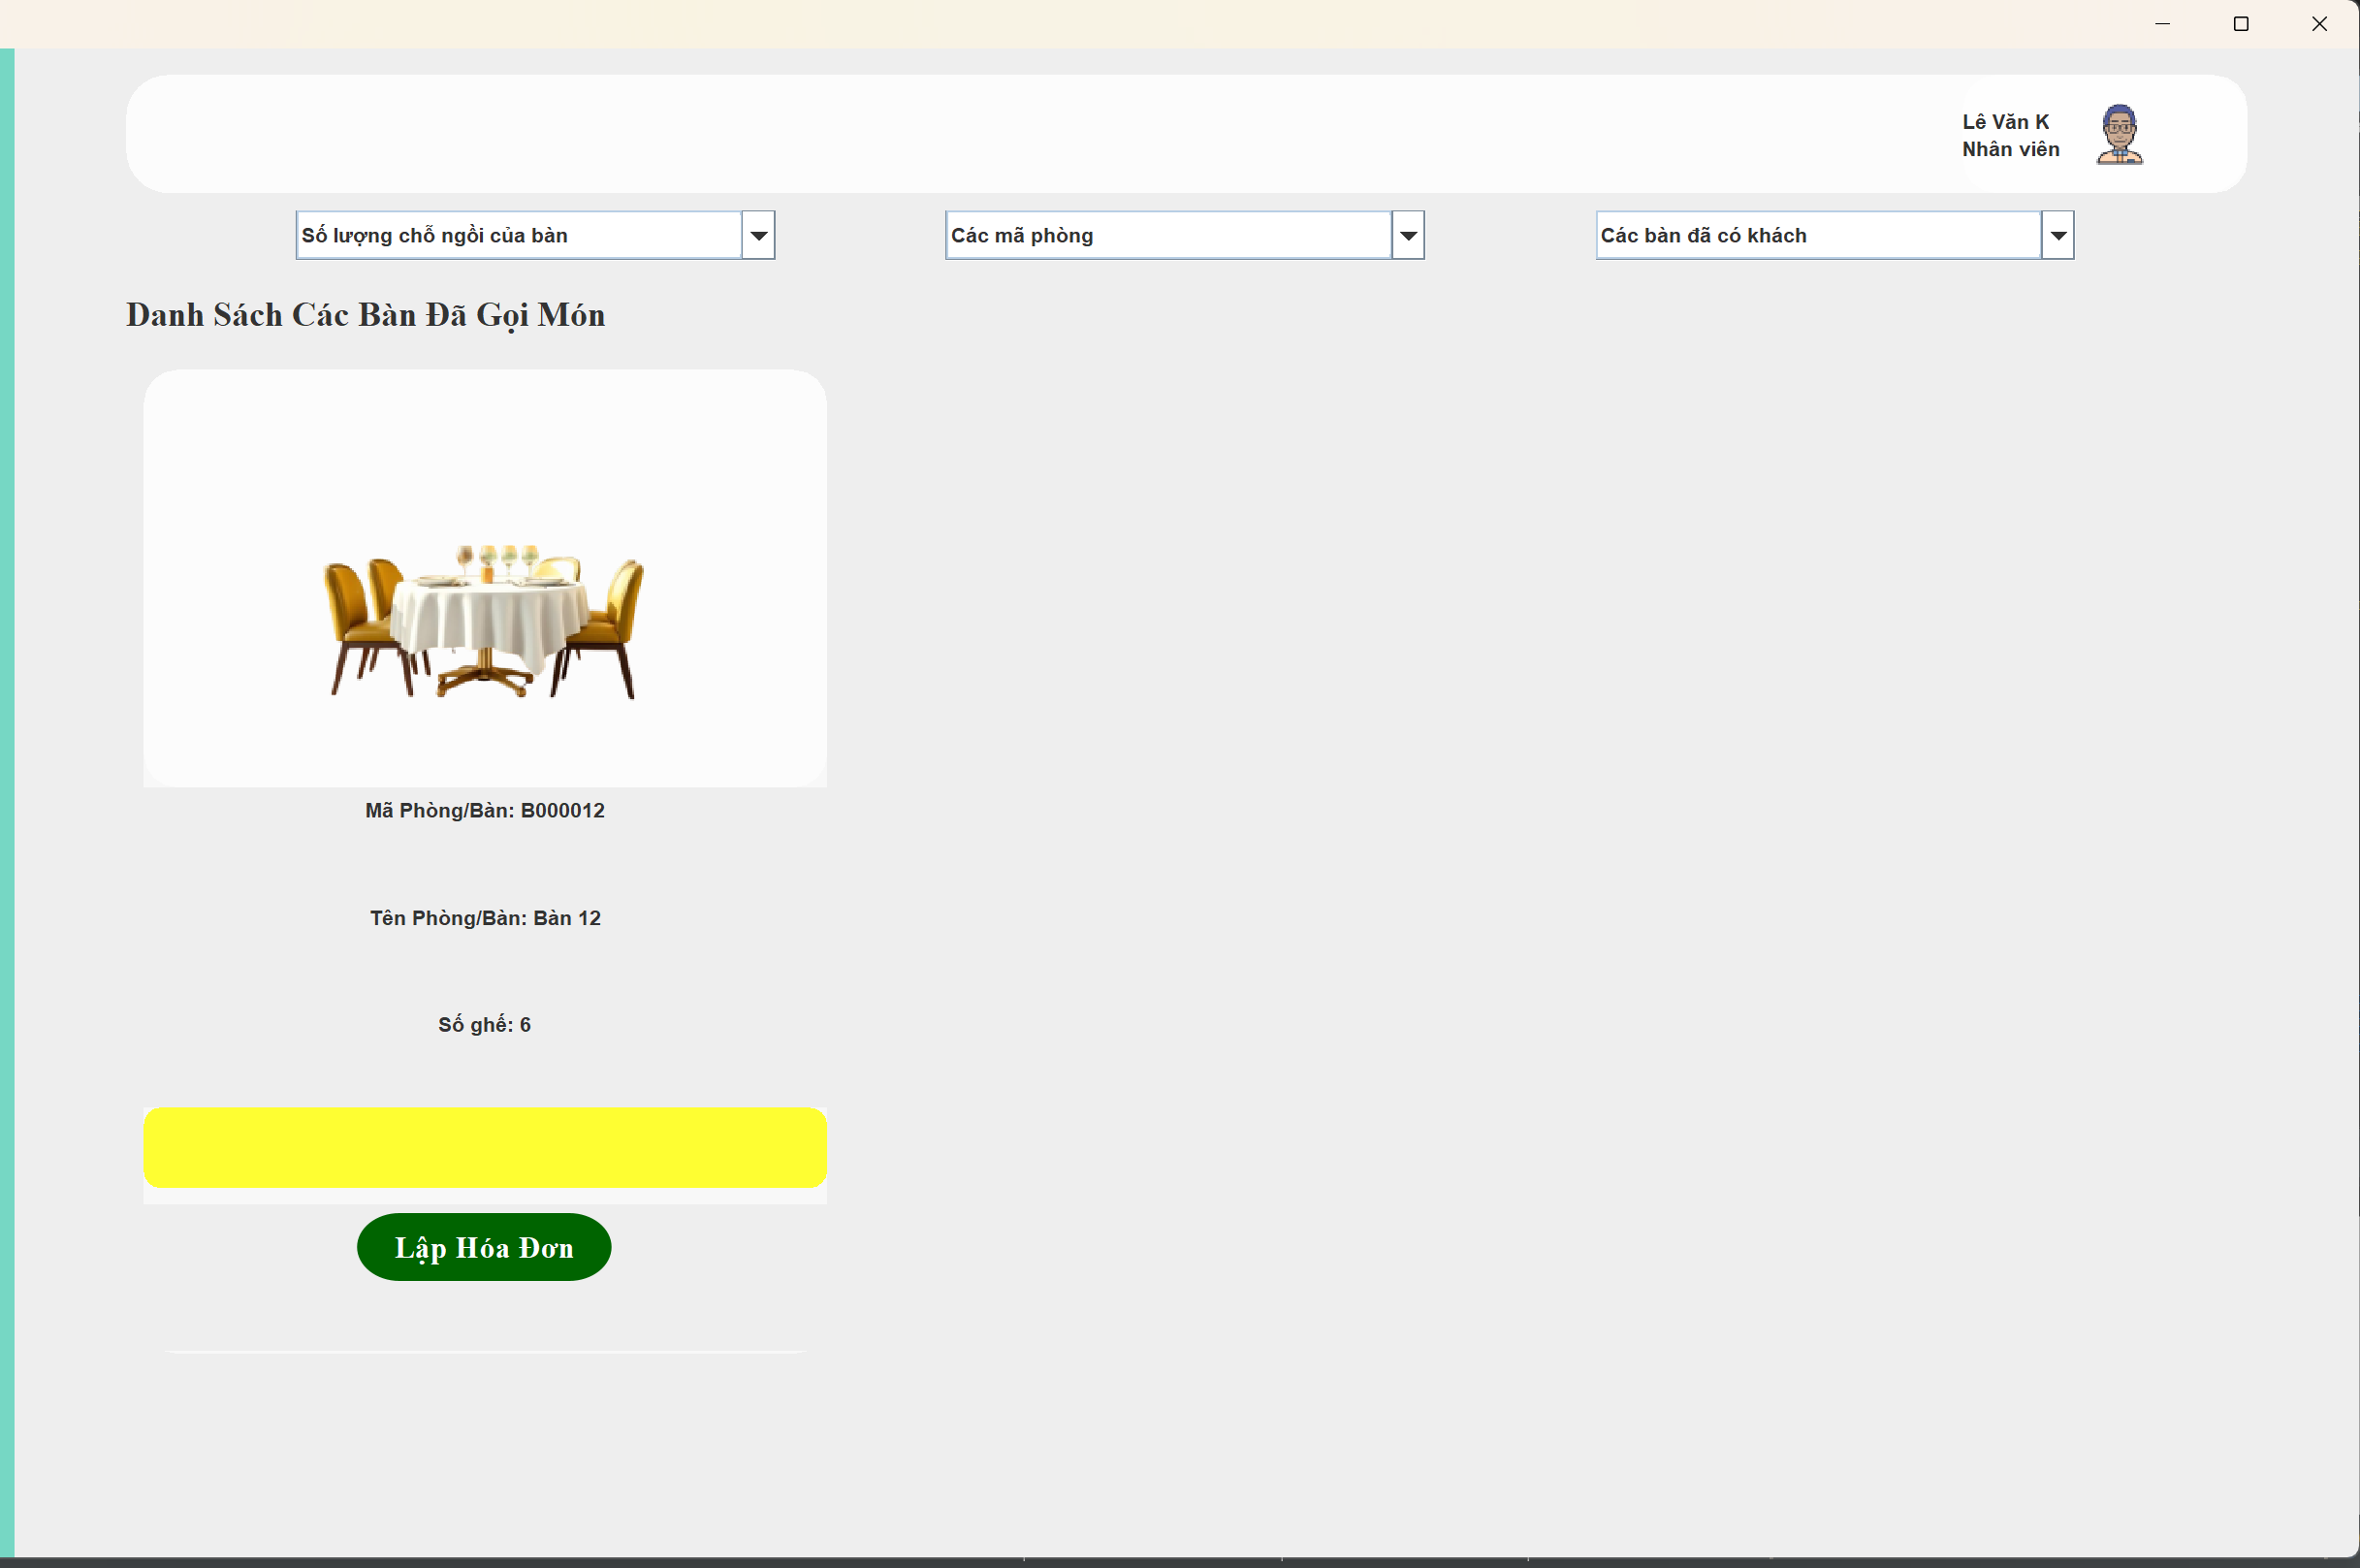 Lê Văn K
Nhân viên
Số lượng chỗ ngồi của bàn
Các mã phòng
Các bàn đã có khách
Danh Sách Các Bàn Đã Gọi Món
Mã Phòng/Bàn: B000012
Tên Phòng/Bàn: Bàn 12
Số ghế: 6
Lập Hóa Đơn